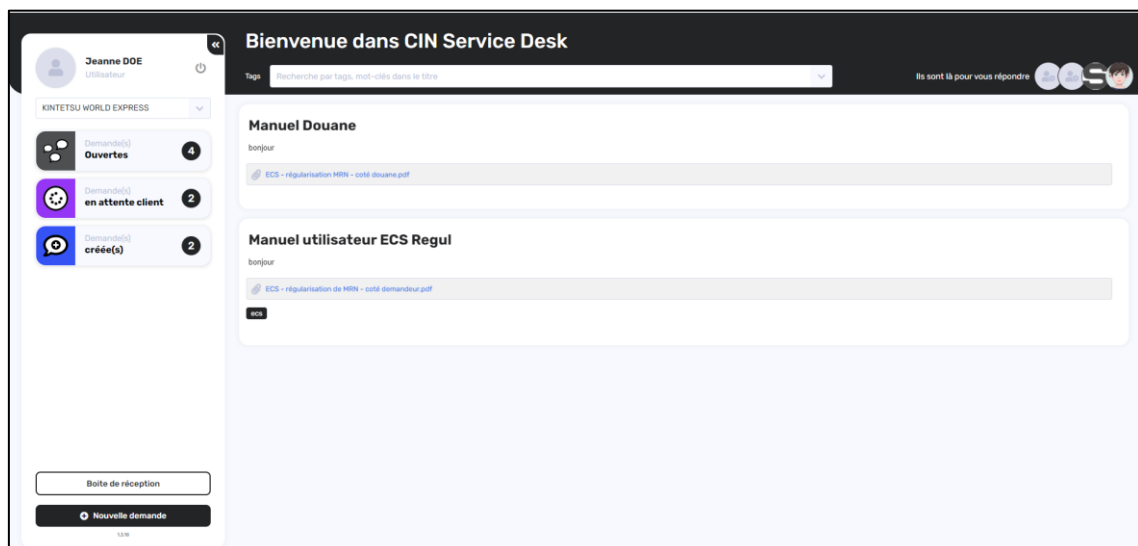 «
Jeanne DOE
Utilisateur
KINTETSU WORLD EXPRESS
Demande(s)
Ouvertes
4
Demande(s)
en attente client
2
Demande(s)
créée(s)
2
Boite de réception
Nouvelle demande
Bienvenue dans CIN Service Desk
Tags
Recherche par tags, mot-clés dans le titre
Ils sont là pour vous répondre
Manuel Douane
bonjour
ECS - régularisation MRN - coté douane.pdf
Manuel utilisateur ECS Regul
bonjour
ECS - régularisation de MRN - coté demandeur.pdf
ecs